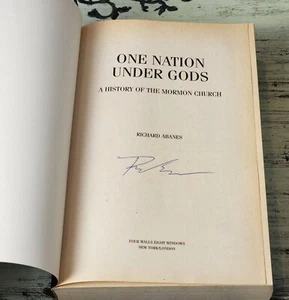 ONE NATION
UNDER GODS
A HISTORY OF THE MORMON CHURCH
RICHARD ABANES
FOUR WALLS EIGHT WINDOWS
NEW YORK/LONDON